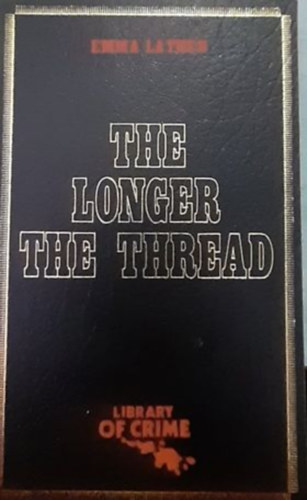 EMMA LATHEN
THE
LONGER
THE THREAD
LIBRARY
OF CRIME